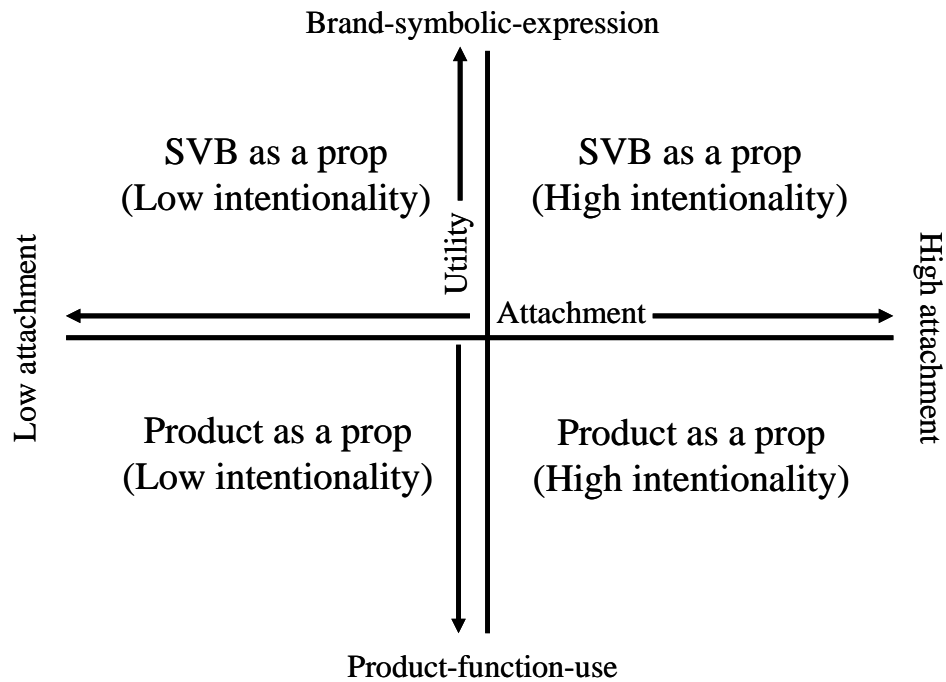 Brand-symbolic-expression
SVB as a prop
(Low intentionality)
SVB as a prop
(High intentionality)
Utility
Low attachment
Attachment
High attachment
Product as a prop
(Low intentionality)
Product as a prop
(High intentionality)
Product-function-use